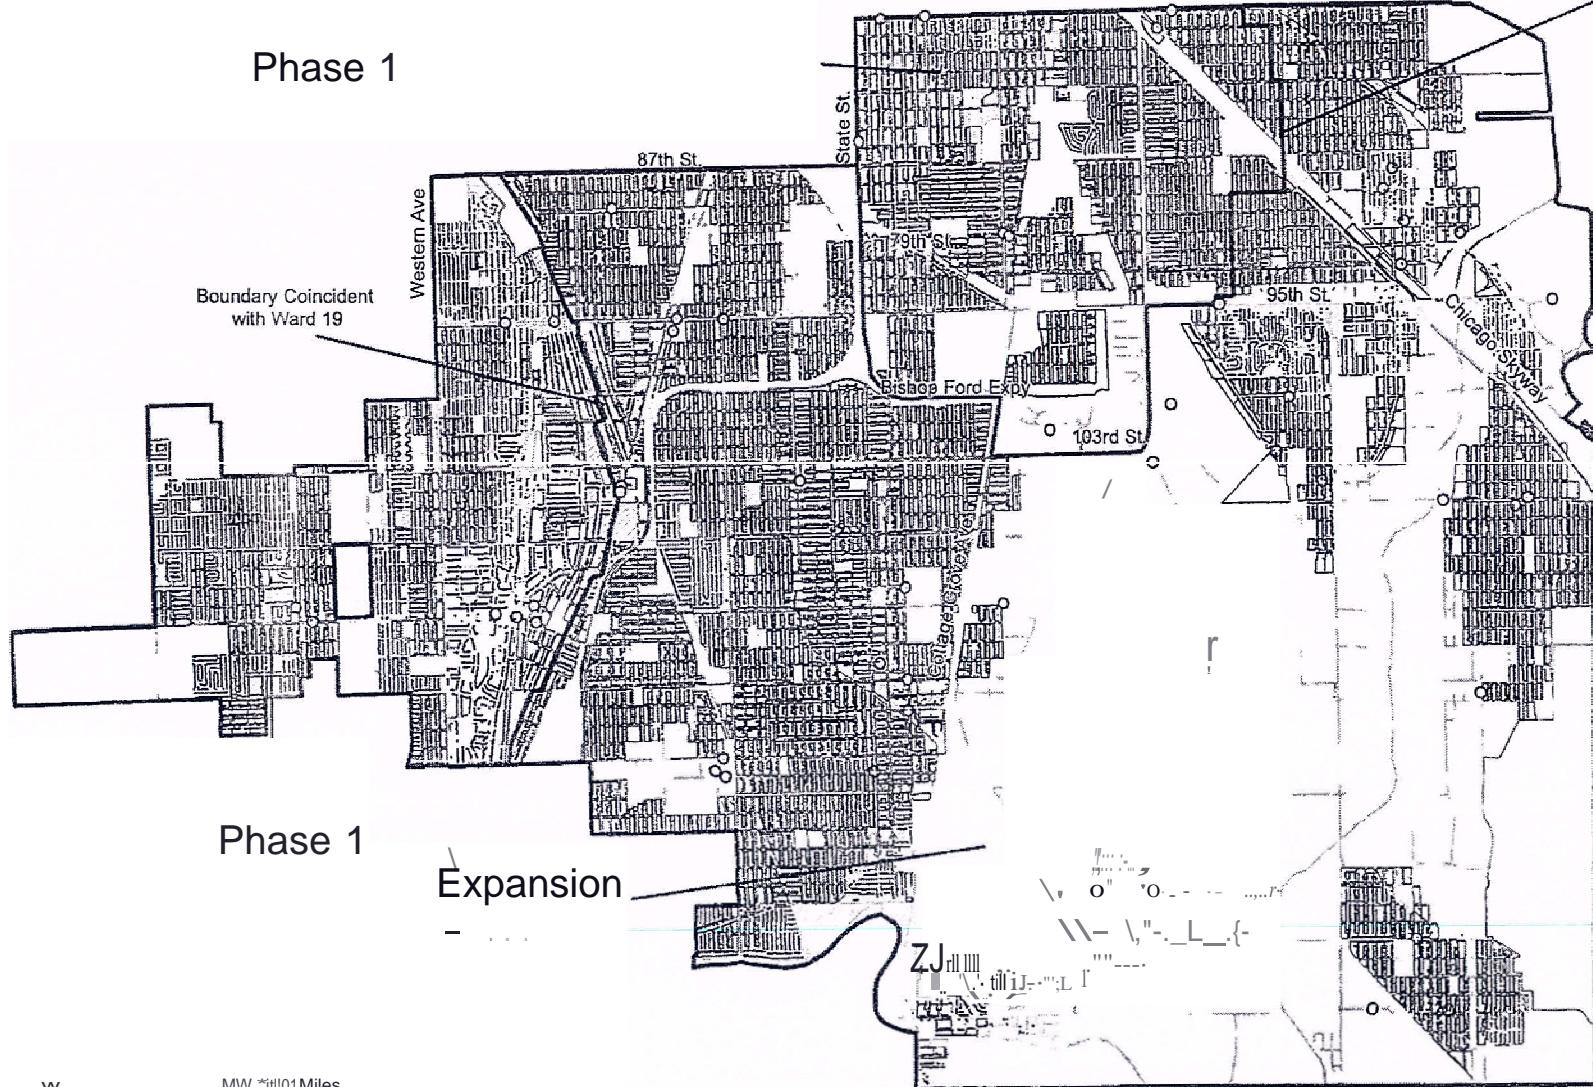 Phase 1
State St.
87th St.
Western Ave
79th St.
Boundary Coincident
with Ward 19
95th St.
Chicago Skyway
Bishop Ford Expy
103rd St.
Cottage Grove Ave
Phase 1
Expansion
Miles